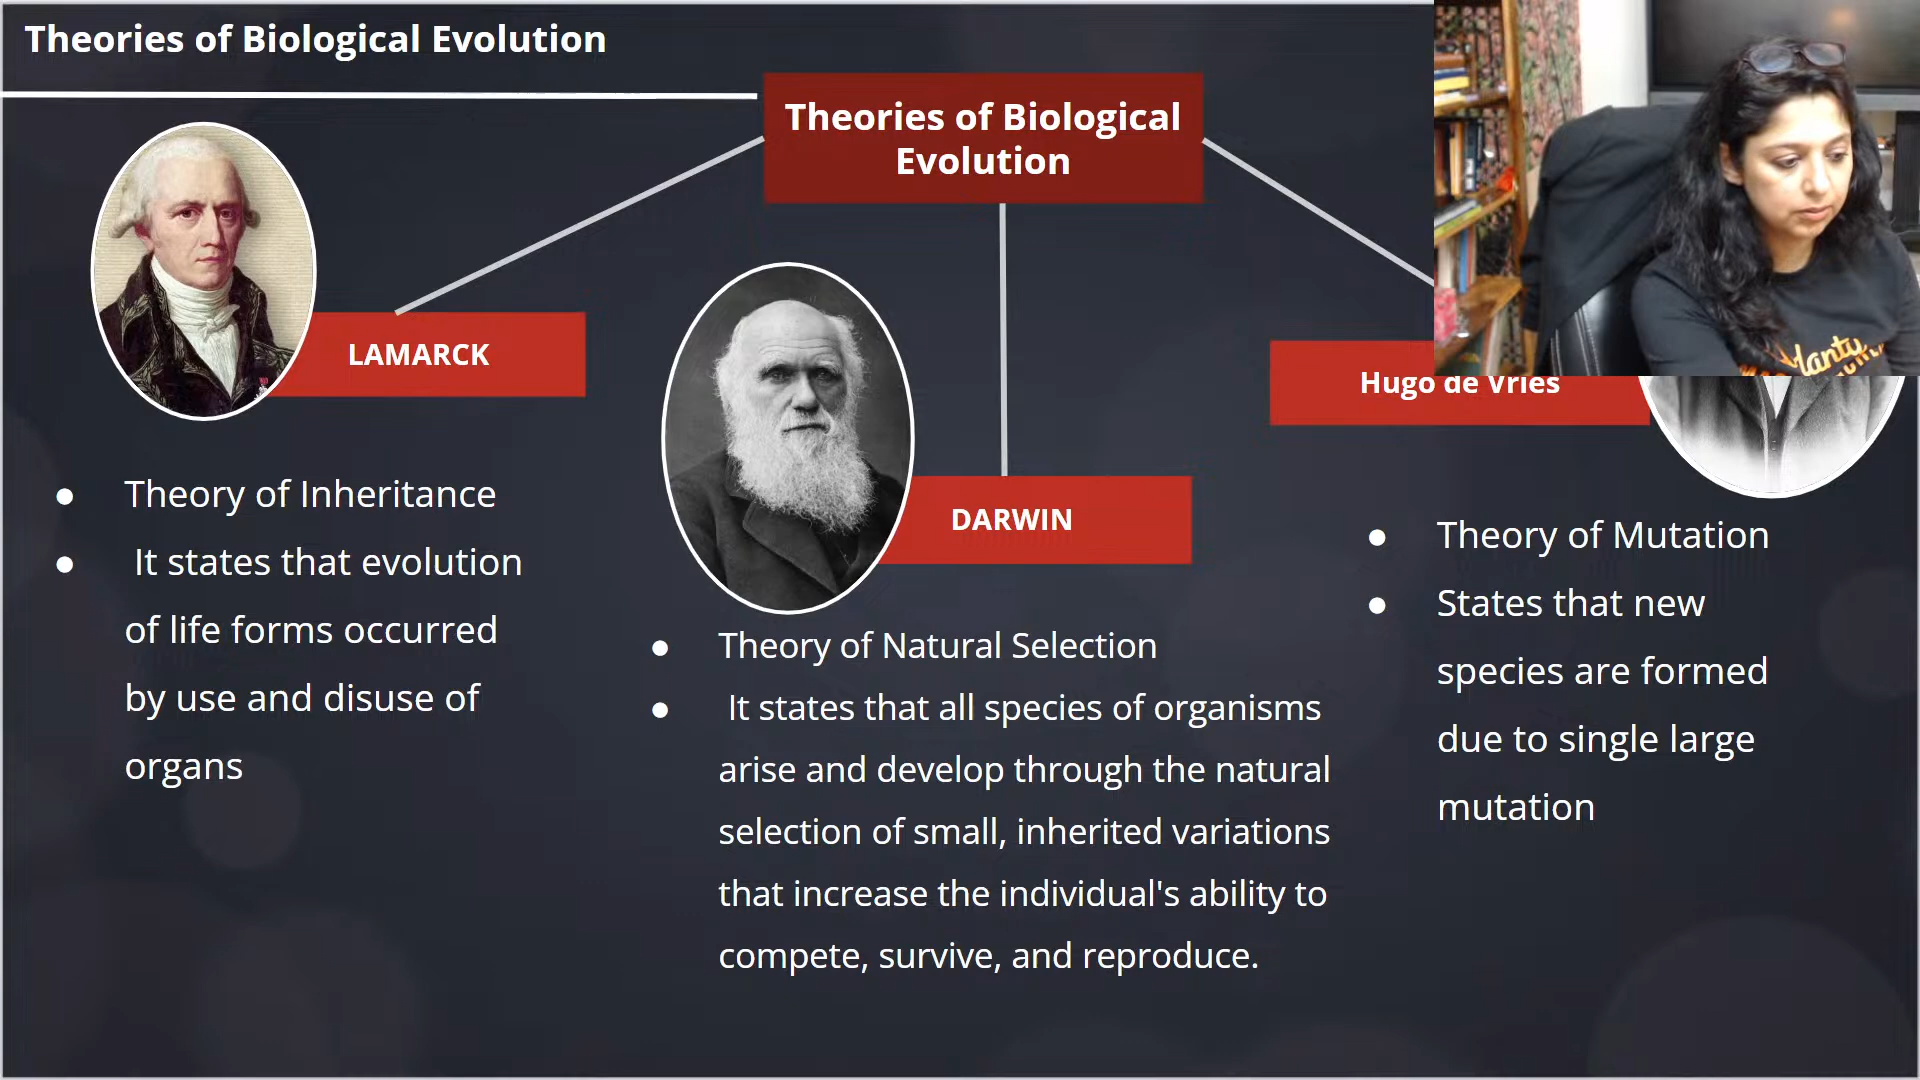 Theories of Biological Evolution
Theories of Biological
Evolution
LAMARCK
● Theory of Inheritance
● It states that evolution
of life forms occurred
by use and disuse of
organs
DARWIN
● Theory of Natural Selection
● It states that all species of organisms
arise and develop through the natural
selection of small, inherited variations
that increase the individual's ability to
compete, survive, and reproduce.
Hugo de Vries
● Theory of Mutation
● States that new
species are formed
due to single large
mutation